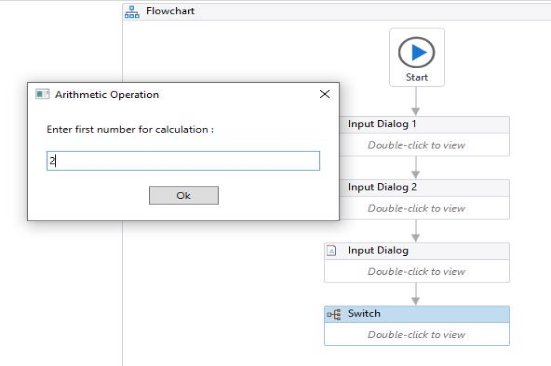 Flowchart
Start
Arithmetic Operation
Enter first number for calculation :
2
Ok
Input Dialog 1
Double-click to view
Input Dialog 2
Double-click to view
Input Dialog
Double-click to view
Switch
Double-click to view